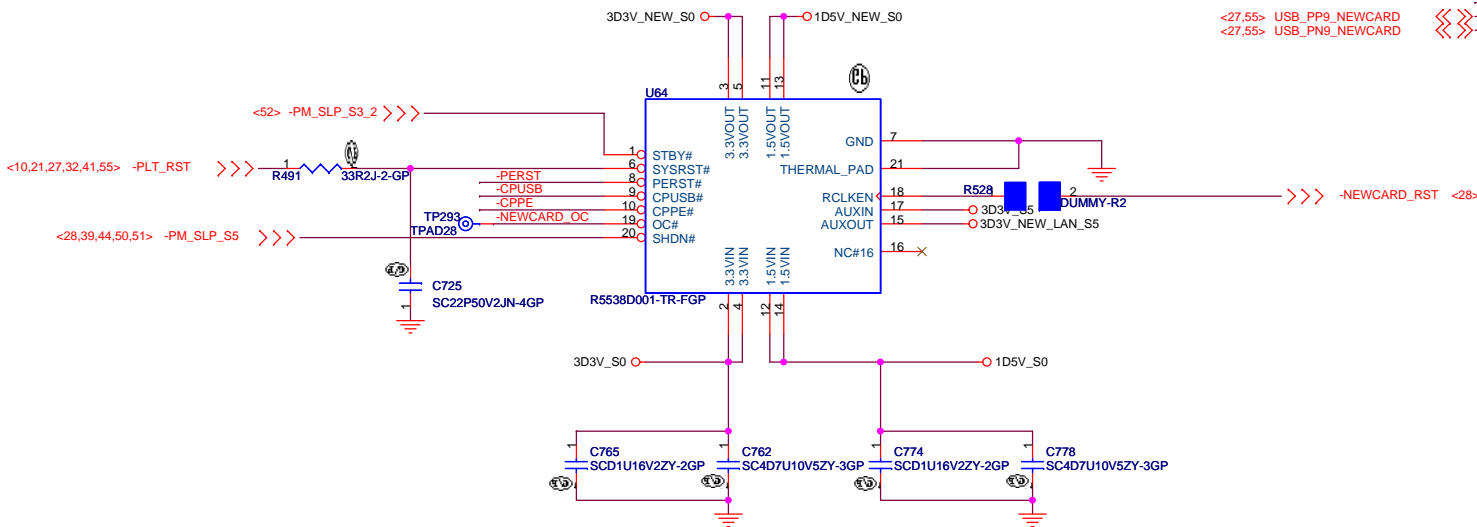 3D3V_NEW_S0
1D5V_NEW_S0
<27,55> USB_PP9_NEWCARD
<27,55> USB_PN9_NEWCARD
3 5 11 13
U64
3.3VOUT
3.3VOUT
1.5VOUT
1.5VOUT
<52> -PM_SLP_S3_2
GND 7
1 STBY#
<10,21,27,32,41,55> -PLT_RST
1
R491
33R2J-2-GP
6 SYSRST#
THERMAL_PAD 21
-PERST 8 PERST#
-CPUSB 9 CPUSB#
RCLKEN 18
R528
1
2
DUMMY-R2
-NEWCARD_RST <28>
-CPPE 10 CPPE#
AUXIN 17 3D3V_S5
TP293
TPAD28
-NEWCARD_OC 19 OC#
AUXOUT 15 3D3V_NEW_LAN_S5
<28,39,44,50,51> -PM_SLP_S5
20 SHDN#
NC#16 16
3.3VIN
3.3VIN
1.5VIN
1.5VIN
C725
SC22P50V2JN-4GP
1
R5538D001-TR-FGP
2 4 12 14
3D3V_S0
1D5V_S0
1
C765
SCD1U16V2ZY-2GP
1
C762
SC4D7U10V5ZY-3GP
1
C774
SCD1U16V2ZY-2GP
1
C778
SC4D7U10V5ZY-3GP